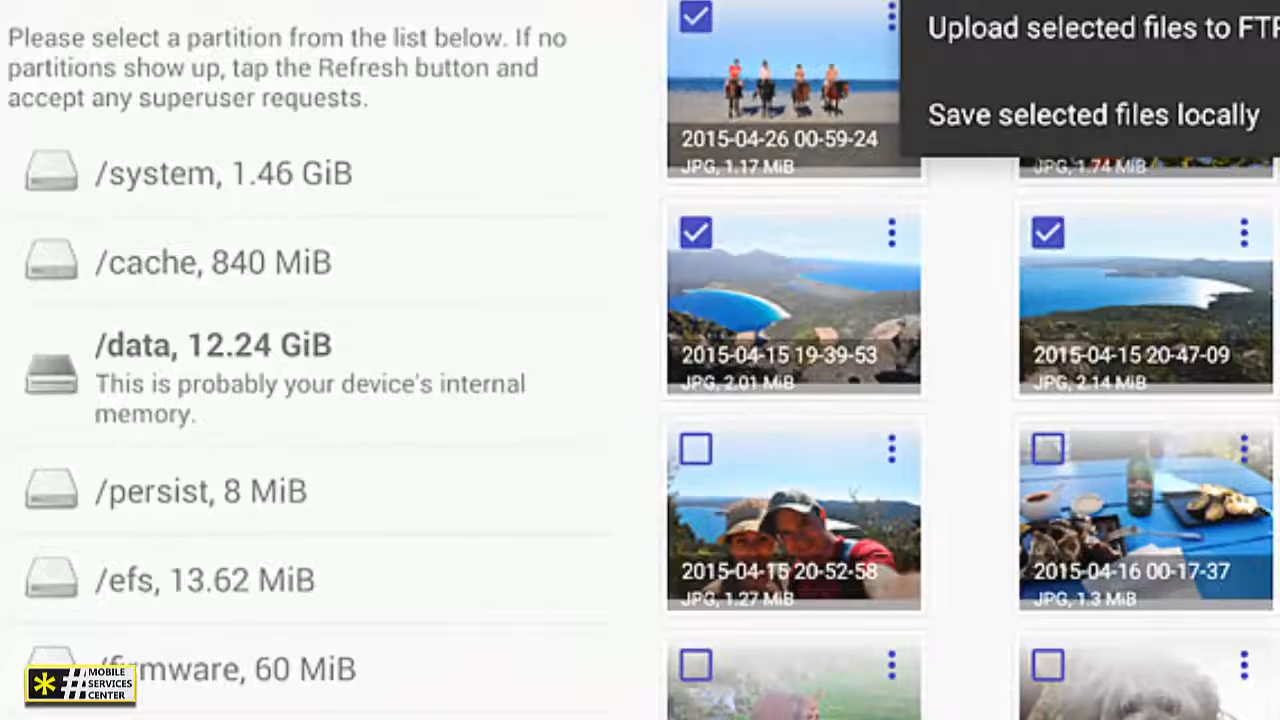 Please select a partition from the list below. If no
partitions show up, tap the Refresh button and
accept any superuser requests.
/system, 1.46 GiB
/cache, 840 MiB
/data, 12.24 GiB
This is probably your device's internal
memory.
/persist, 8 MiB
/efs, 13.62 MiB
/firmware, 60 MiB
MOBILE
SERVICES
CENTER
Upload selected files to FTP
Save selected files locally
2015-04-26 00-59-24
JPG, 1.17 MiB
JPG, 1.74 MiB
2015-04-15 19-39-53
JPG, 2.01 MiB
2015-04-15 20-47-09
JPG, 2.14 MiB
2015-04-15 20-52-58
JPG, 1.27 MiB
2015-04-16 00-17-37
JPG, 1.3 MiB